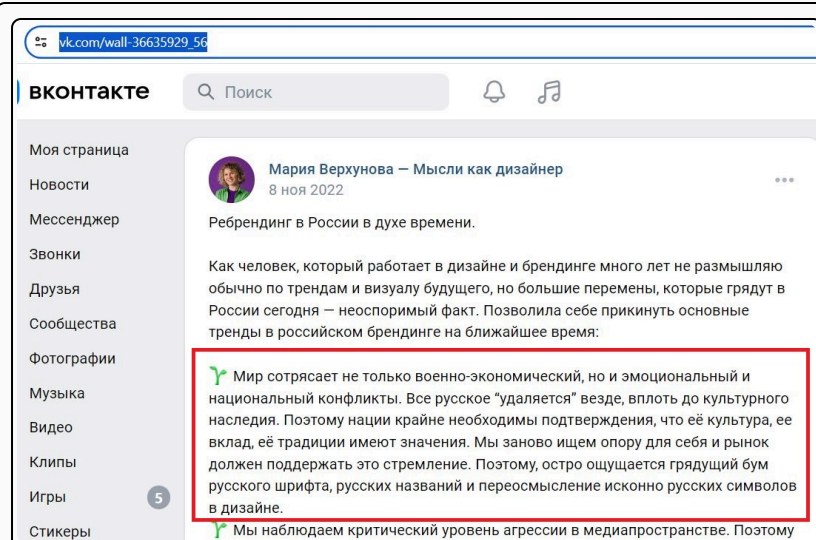 vk.com/wall-36635929_56
вконтакте
Поиск
Моя страница
Новости
Мессенджер
Звонки
Друзья
Сообщества
Фотографии
Музыка
Видео
Клипы
Игры
5
Стикеры
Мария Верхунова — Мысли как дизайнер
8 ноя 2022
Ребрендинг в России в духе времени.
Как человек, который работает в дизайне и брендинге много лет не размышляю
обычно по трендам и визуалу будущего, но большие перемены, которые грядут в
России сегодня — неоспоримый факт. Позволила себе прикинуть основные
тренды в российском брендинге на ближайшее время:
Мир сотрясает не только военно-экономический, но и эмоциональный и
национальный конфликты. Все русское “удаляется” везде, вплоть до культурного
наследия. Поэтому нации крайне необходимы подтверждения, что её культура, ее
вклад, её традиции имеют значения. Мы заново ищем опору для себя и рынок
должен поддержать это стремление. Поэтому, остро ощущается грядущий бум
русского шрифта, русских названий и переосмысление исконно русских символов
в дизайне.
Мы наблюдаем критический уровень агрессии в медиапространстве. Поэтому